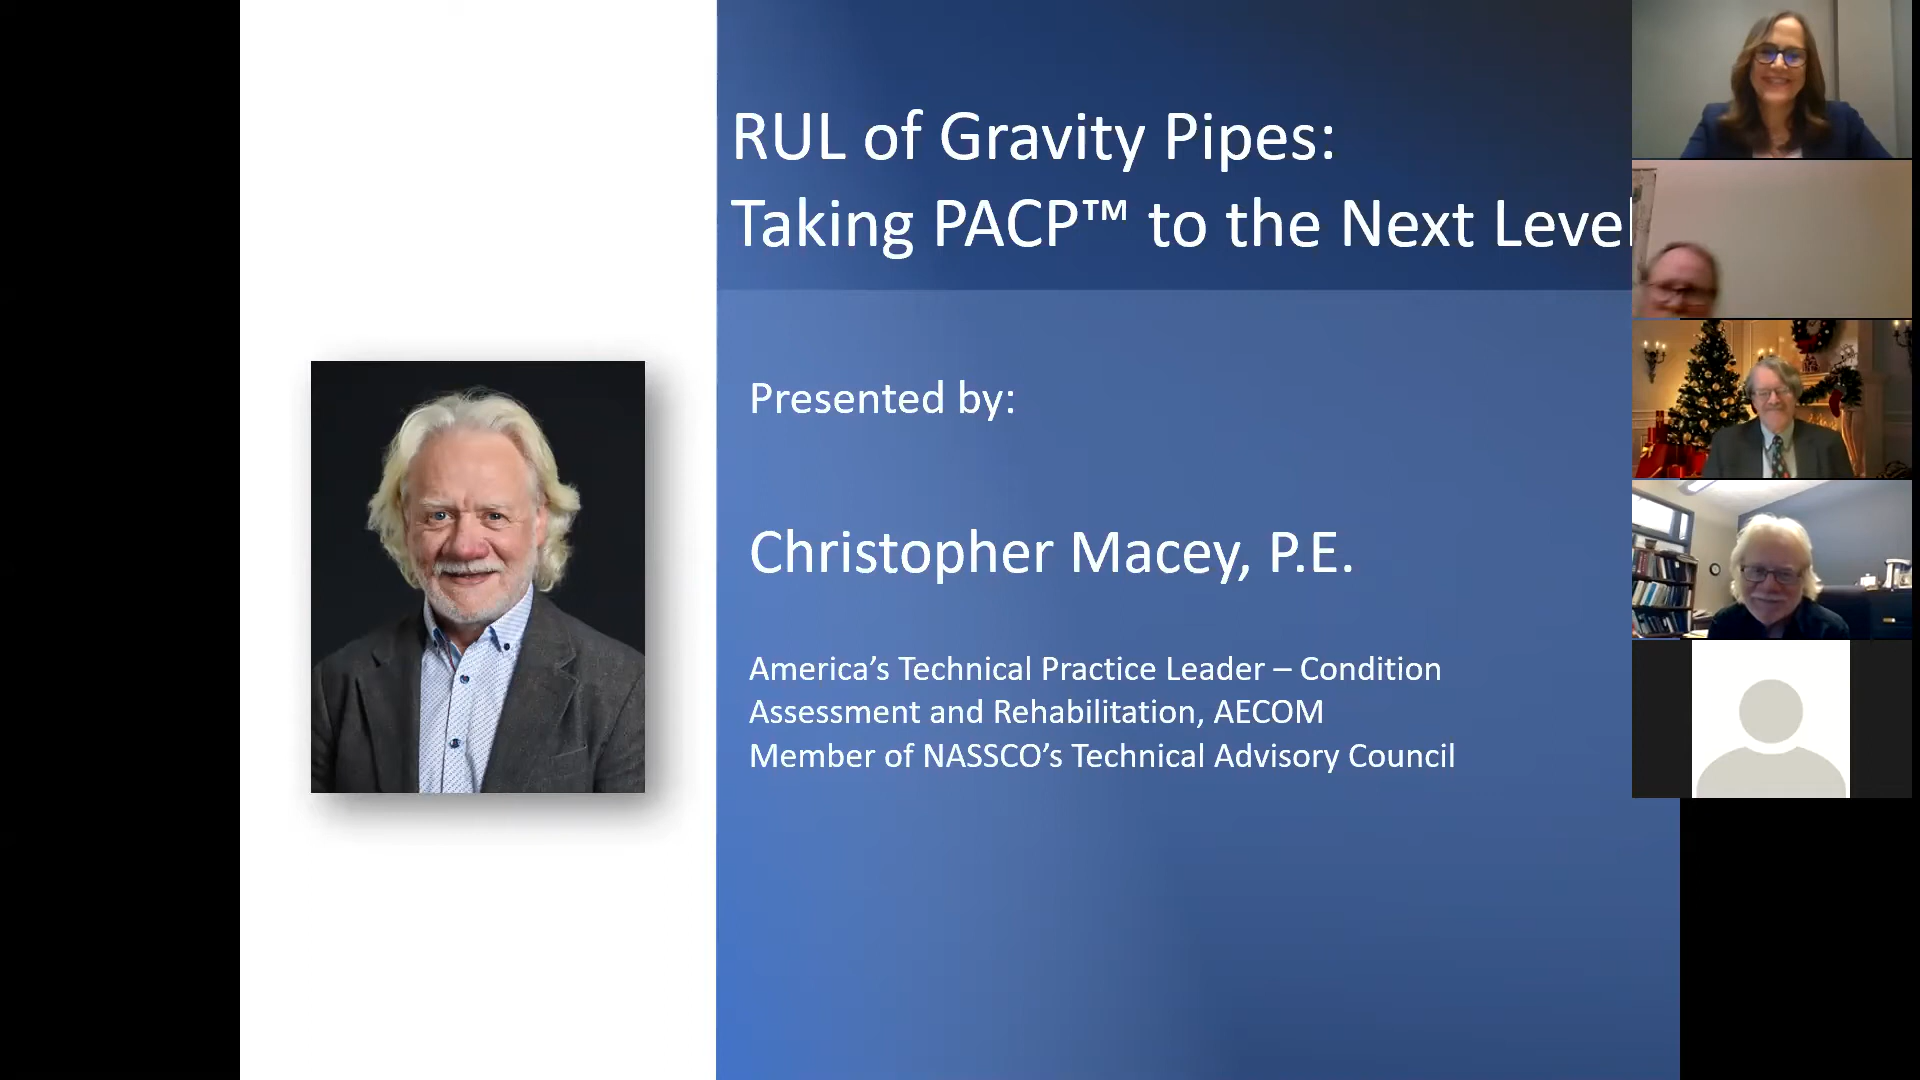 RUL of Gravity Pipes:
Taking PACP™ to the Next Level
Presented by:
Christopher Macey, P.E.
America’s Technical Practice Leader – Condition
Assessment and Rehabilitation, AECOM
Member of NASSCO’s Technical Advisory Council